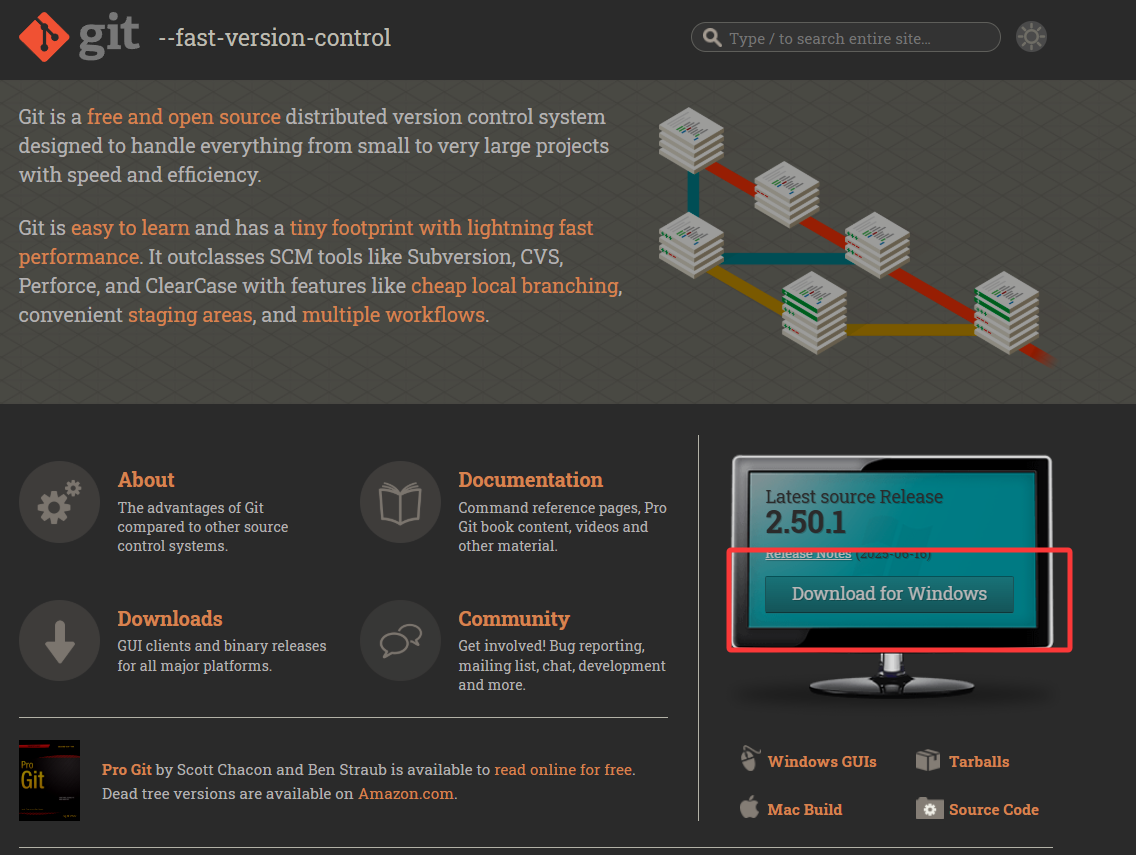 git --fast-version-control
Type / to search entire site...
Git is a free and open source distributed version control system
designed to handle everything from small to very large projects
with speed and efficiency.
Git is easy to learn and has a tiny footprint with lightning fast
performance. It outclasses SCM tools like Subversion, CVS,
Perforce, and ClearCase with features like cheap local branching,
convenient staging areas, and multiple workflows.
About
The advantages of Git
compared to other source
control systems.
Documentation
Command reference pages, Pro
Git book content, videos and
other material.
Downloads
GUI clients and binary releases
for all major platforms.
Community
Get involved! Bug reporting,
mailing list, chat, development
and more.
Pro
Git
Pro Git by Scott Chacon and Ben Straub is available to read online for free.
Dead tree versions are available on Amazon.com.
Latest source Release
2.50.1
Release Notes (2025-06-16)
Download for Windows
Windows GUIs
Tarballs
Mac Build
Source Code